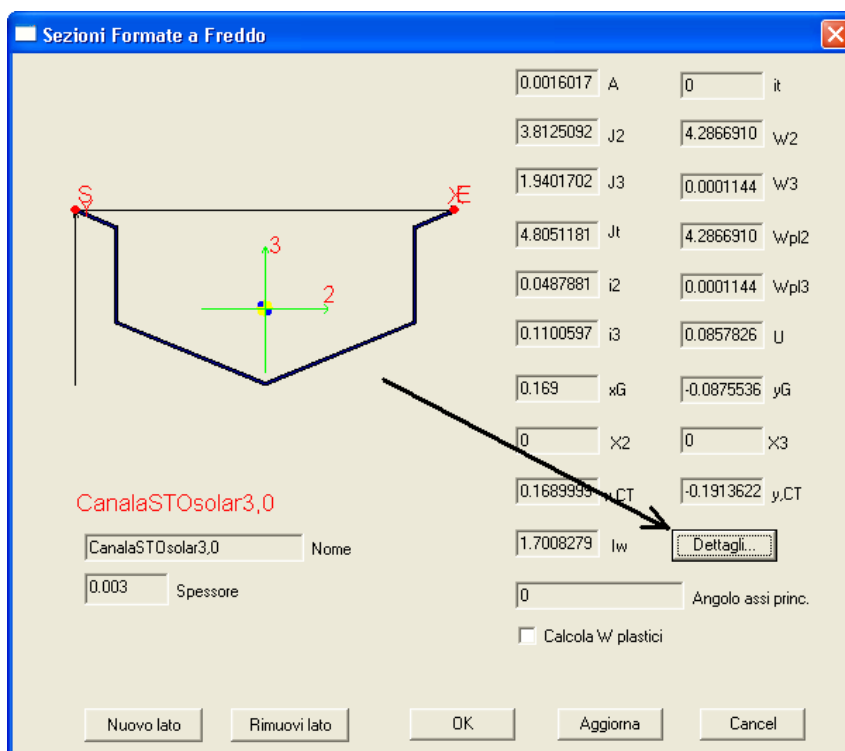 Sezioni Formate a Freddo
0.0016017 A 0 it
3.8125092 J2 4.2866910 W2
1.9401702 J3 0.0001144 W3
4.8051181 Jt 4.2866910 Wpl2
0.0487881 i2 0.0001144 Wpl3
0.1100597 i3 0.0857826 U
0.169 xG -0.0875536 yG
0 X2 0 X3
0.1689999 CT -0.1913622 y,CT
1.7008279 Iw Dettagli...
0 Angolo assi princ.
Calcola W plastici
S Y XE
3
2
CanalaSTOsolar3,0
CanalaSTOsolar3,0 Nome
0.003 Spessore
Nuovo lato Rimuovi lato OK Aggiorna Cancel